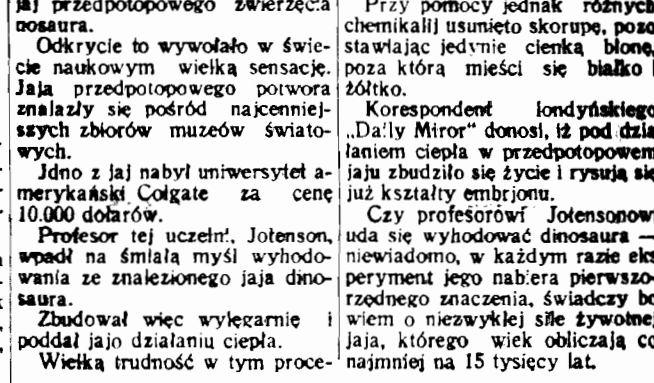 jaj przedpotopowego zwierzęcia
nosaura.
Odkrycie to wywołało w świe-
cie naukowym wielką sensację.
Jaja przedpotopowego potwora
znalazły się pośród najcenniej-
szych zbiorów muzeów świato-
wych.
Jdno z jaj nabył uniwersytet a-
merykański Colgate za cenę
10.000 dolarów.
Profesor tej uczelni, Jotenson,
wpadł na śmiałą myśl wyhodo-
wania ze znalezionego jaja dino-
saura.
Zbudował więc wylęgarnię i
poddał jajo działaniu ciepła.
Wielką trudność w tym proce-
Przy pomocy jednak różnych
chemikalij usunięto skorupę, pozo
stawiając jedynie cienką błonę,
poza którą mieści się białko i
żółtko.
Korespondent londyńskiego
„Daily Miror" donosi, iż pod dzia
łaniem ciepła w przedpotopowem
jaju zbudziło się życie i rysują się
już kształty embrjonu.
Czy profesorowi Jotensonowi
uda się wyhodować dinosaura —
niewiadomo, w każdym razie eks
peryment jego nabiera pierwszo-
rzędnego znaczenia, świadczy bo
wiem o niezwykłej sile żywotnej
jaja, którego wiek obliczają co
najmniej na 15 tysięcy lat.